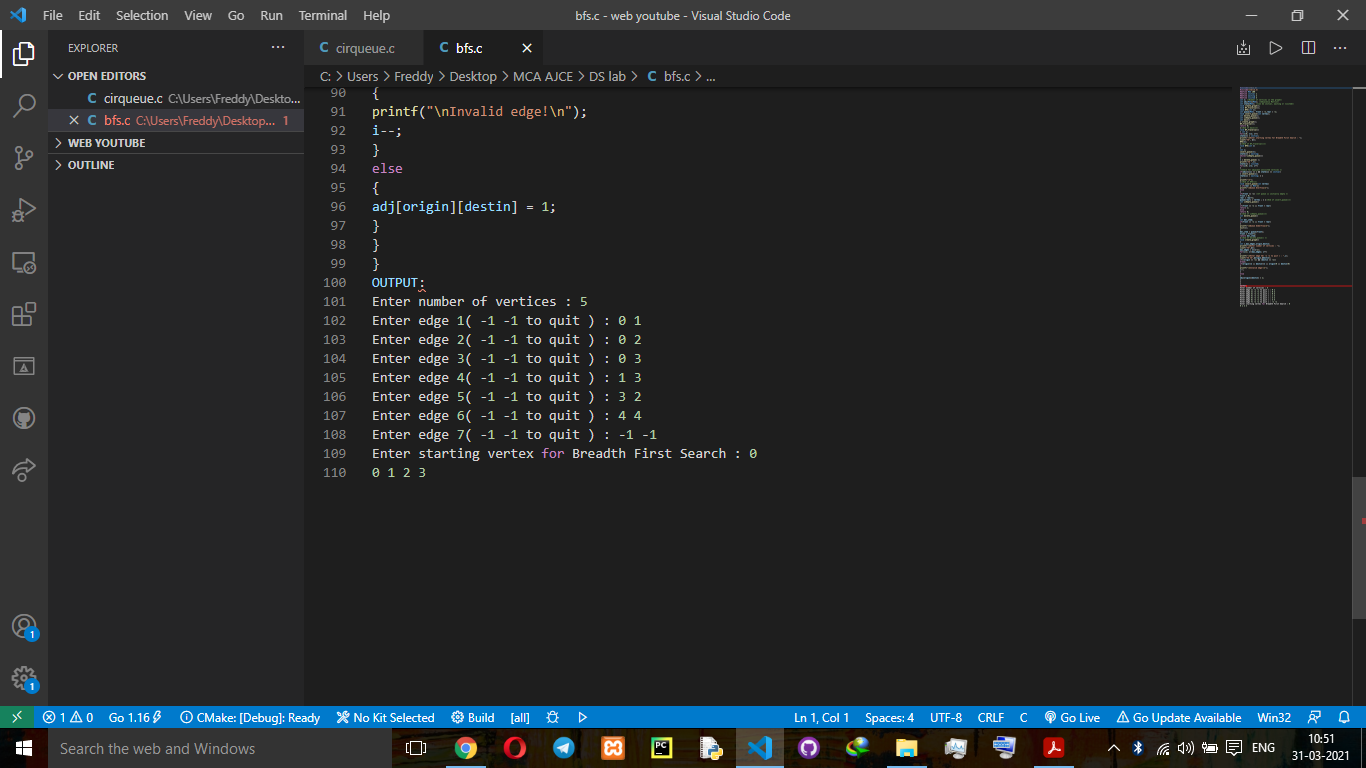 File Edit Selection View Go Run Terminal Help bfs.c - web youtube - Visual Studio Code
EXPLORER
OPEN EDITORS
C cirqueue.c C:\Users\Freddy\Deskto...
C bfs.c C:\Users\Freddy\Desktop... 1
WEB YOUTUBE
OUTLINE
C cirqueue.c C bfs.c
C: > Users > Freddy > Desktop > MCA AJCE > DS lab > C bfs.c > ...
90 {
91 printf("\nInvalid edge!\n");
92 i--;
93 }
94 else
95 {
96 adj[origin][destin] = 1;
97 }
98 }
99 }
100 OUTPUT:
101 Enter number of vertices : 5
102 Enter edge 1( -1 -1 to quit ) : 0 1
103 Enter edge 2( -1 -1 to quit ) : 0 2
104 Enter edge 3( -1 -1 to quit ) : 0 3
105 Enter edge 4( -1 -1 to quit ) : 1 3
106 Enter edge 5( -1 -1 to quit ) : 3 2
107 Enter edge 6( -1 -1 to quit ) : 4 4
108 Enter edge 7( -1 -1 to quit ) : -1 -1
109 Enter starting vertex for Breadth First Search : 0
110 0 1 2 3
1
1
1 0 Go 1.16 CMake: [Debug]: Ready No Kit Selected Build [all] Ln 1, Col 1 Spaces: 4 UTF-8 CRLF C Go Live Go Update Available Win32
Search the web and Windows PC ENG
10:51
31-03-2021